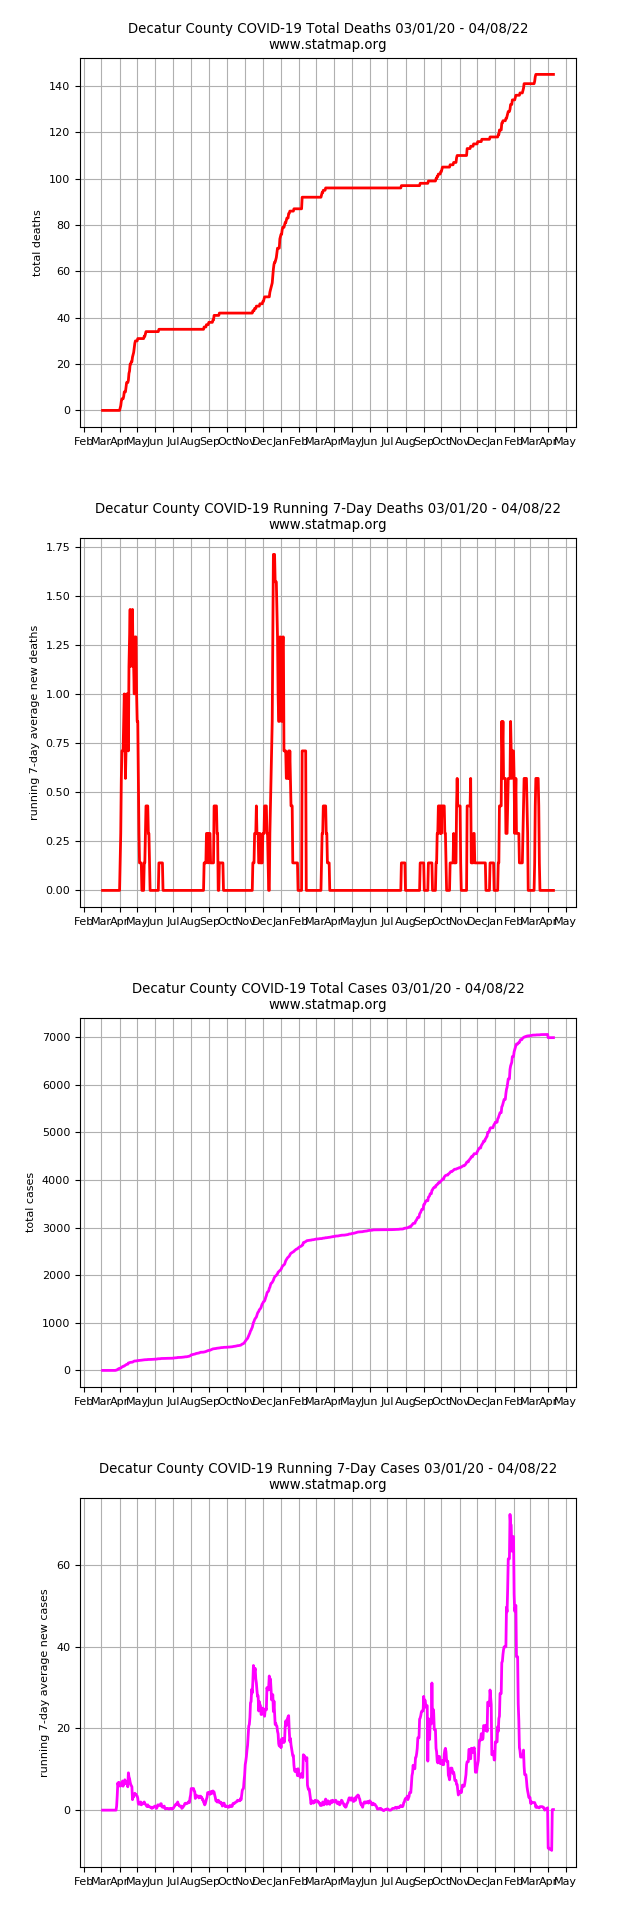 Decatur County COVID-19 Total Deaths 03/01/20 - 04/08/22
www.statmap.org
140
120
100
80
60
40
20
0
total deaths
Feb Mar Apr May Jun Jul Aug Sep Oct Nov Dec Jan Feb Mar Apr May Jun Jul Aug Sep Oct Nov Dec Jan Feb Mar Apr May
Decatur County COVID-19 Running 7-Day Deaths 03/01/20 - 04/08/22
www.statmap.org
1.75
1.50
1.25
1.00
0.75
0.50
0.25
0.00
running 7-day average new deaths
Feb Mar Apr May Jun Jul Aug Sep Oct Nov Dec Jan Feb Mar Apr May Jun Jul Aug Sep Oct Nov Dec Jan Feb Mar Apr May
Decatur County COVID-19 Total Cases 03/01/20 - 04/08/22
www.statmap.org
7000
6000
5000
4000
3000
2000
1000
0
total cases
Feb Mar Apr May Jun Jul Aug Sep Oct Nov Dec Jan Feb Mar Apr May Jun Jul Aug Sep Oct Nov Dec Jan Feb Mar Apr May
Decatur County COVID-19 Running 7-Day Cases 03/01/20 - 04/08/22
www.statmap.org
60
40
20
0
running 7-day average new cases
Feb Mar Apr May Jun Jul Aug Sep Oct Nov Dec Jan Feb Mar Apr May Jun Jul Aug Sep Oct Nov Dec Jan Feb Mar Apr May